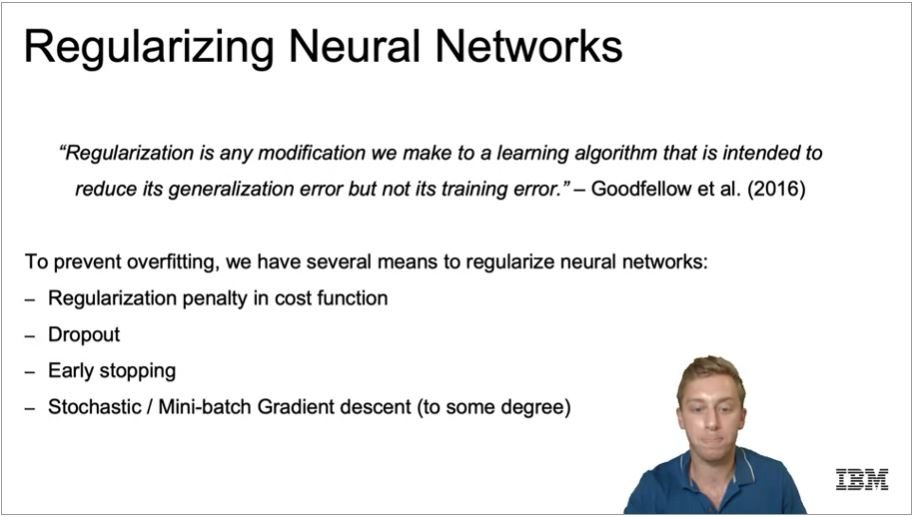 Regularizing Neural Networks
“Regularization is any modification we make to a learning algorithm that is intended to
reduce its generalization error but not its training error.” – Goodfellow et al. (2016)
To prevent overfitting, we have several means to regularize neural networks:
– Regularization penalty in cost function
– Dropout
– Early stopping
– Stochastic / Mini-batch Gradient descent (to some degree)
IBM